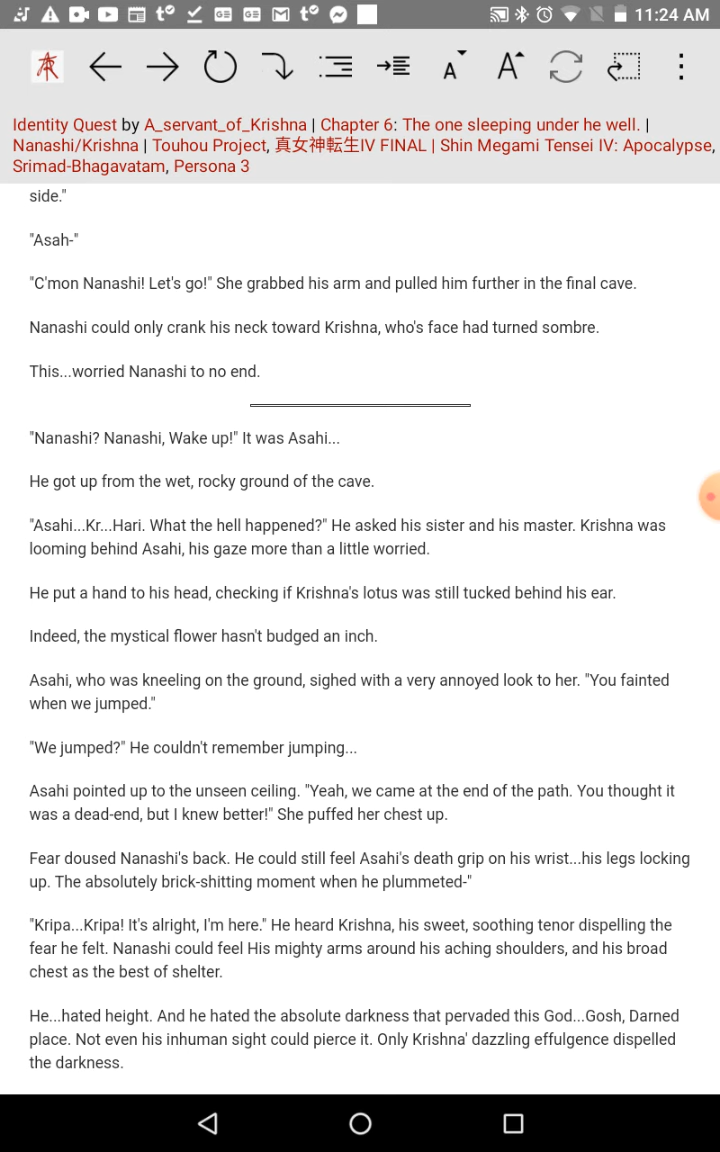 11:24 AM
Identity Quest by A_servant_of_Krishna | Chapter 6: The one sleeping under he well. |
Nanashi/Krishna | Touhou Project, 真女神転生IV FINAL | Shin Megami Tensei IV: Apocalypse,
Srimad-Bhagavatam, Persona 3
side."
"Asah-"
"C'mon Nanashi! Let's go!" She grabbed his arm and pulled him further in the final cave.
Nanashi could only crank his neck toward Krishna, who's face had turned sombre.
This...worried Nanashi to no end.
"Nanashi? Nanashi, Wake up!" It was Asahi...
He got up from the wet, rocky ground of the cave.
"Asahi...Kr...Hari. What the hell happened?" He asked his sister and his master. Krishna was
looming behind Asahi, his gaze more than a little worried.
He put a hand to his head, checking if Krishna's lotus was still tucked behind his ear.
Indeed, the mystical flower hasn't budged an inch.
Asahi, who was kneeling on the ground, sighed with a very annoyed look to her. "You fainted
when we jumped."
"We jumped?" He couldn't remember jumping...
Asahi pointed up to the unseen ceiling. "Yeah, we came at the end of the path. You thought it
was a dead-end, but I knew better!" She puffed her chest up.
Fear doused Nanashi's back. He could still feel Asahi's death grip on his wrist...his legs locking
up. The absolutely brick-shitting moment when he plummeted-"
"Kripa...Kripa! It's alright, I'm here." He heard Krishna, his sweet, soothing tenor dispelling the
fear he felt. Nanashi could feel His mighty arms around his aching shoulders, and his broad
chest as the best of shelter.
He...hated height. And he hated the absolute darkness that pervaded this God...Gosh, Darned
place. Not even his inhuman sight could pierce it. Only Krishna' dazzling effulgence dispelled
the darkness.